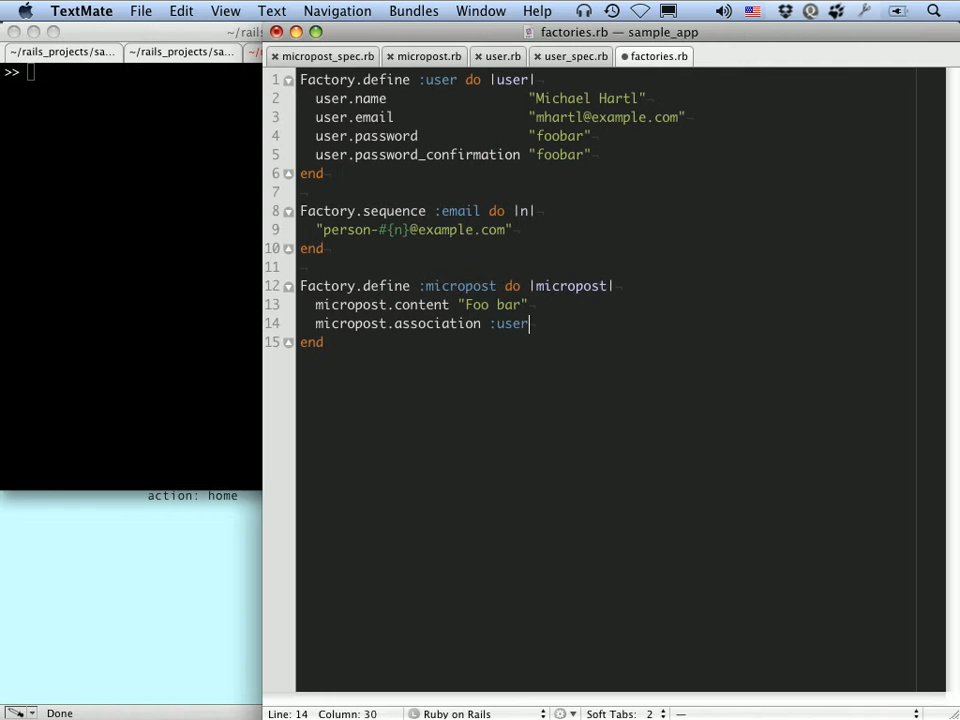 TextMate File Edit View Text Navigation Bundles Window Help
~/rails
factories.rb — sample_app
~/rails_projects/sa... ~/rails_projects/sa...
micropost_spec.rb micropost.rb user.rb user_spec.rb factories.rb
>>
1 Factory.define :user do |user|
2 user.name "Michael Hartl"
3 user.email "mhartl@example.com"
4 user.password "foobar"
5 user.password_confirmation "foobar"
6 end
7
8 Factory.sequence :email do |n|
9 "person-#{n}@example.com"
10 end
11
12 Factory.define :micropost do |micropost|
13 micropost.content "Foo bar"
14 micropost.association :user
15 end
action: home
Done
Line: 14 Column: 30 Ruby on Rails Soft Tabs: 2 —